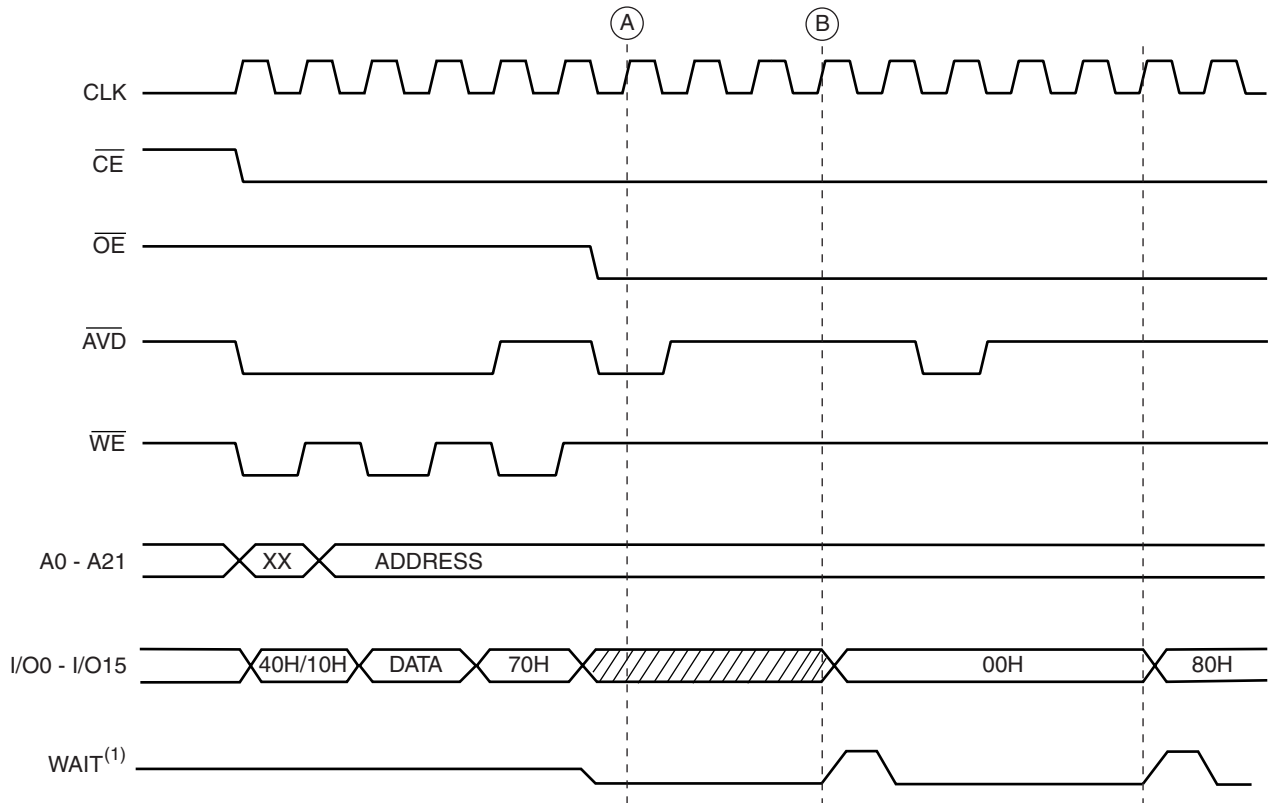 A B
CLK
CE
OE
AVD
WE
A0 - A21 XX ADDRESS
I/O0 - I/O15 40H/10H DATA 70H 00H 80H
WAIT(1)